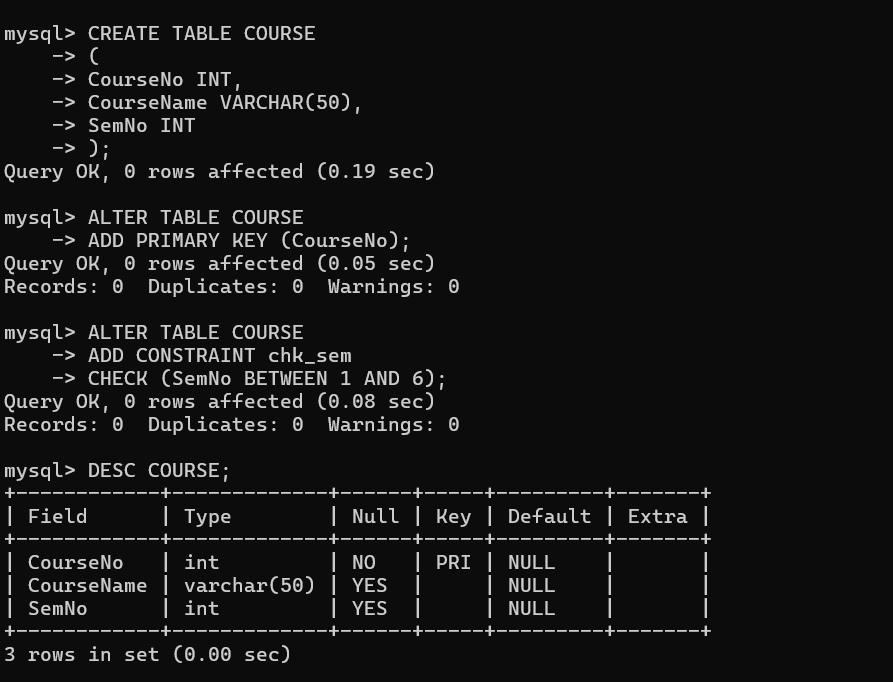 mysql> CREATE TABLE COURSE
    -> (
    -> CourseNo INT,
    -> CourseName VARCHAR(50),
    -> SemNo INT
    -> );
Query OK, 0 rows affected (0.19 sec)

mysql> ALTER TABLE COURSE
    -> ADD PRIMARY KEY (CourseNo);
Query OK, 0 rows affected (0.05 sec)
Records: 0  Duplicates: 0  Warnings: 0

mysql> ALTER TABLE COURSE
    -> ADD CONSTRAINT chk_sem
    -> CHECK (SemNo BETWEEN 1 AND 6);
Query OK, 0 rows affected (0.08 sec)
Records: 0  Duplicates: 0  Warnings: 0

mysql> DESC COURSE;
+------------+-------------+------+-----+---------+-------+
| Field      | Type        | Null | Key | Default | Extra |
+------------+-------------+------+-----+---------+-------+
| CourseNo   | int         | NO   | PRI | NULL    |       |
| CourseName | varchar(50) | YES  |     | NULL    |       |
| SemNo      | int         | YES  |     | NULL    |       |
+------------+-------------+------+-----+---------+-------+
3 rows in set (0.00 sec)